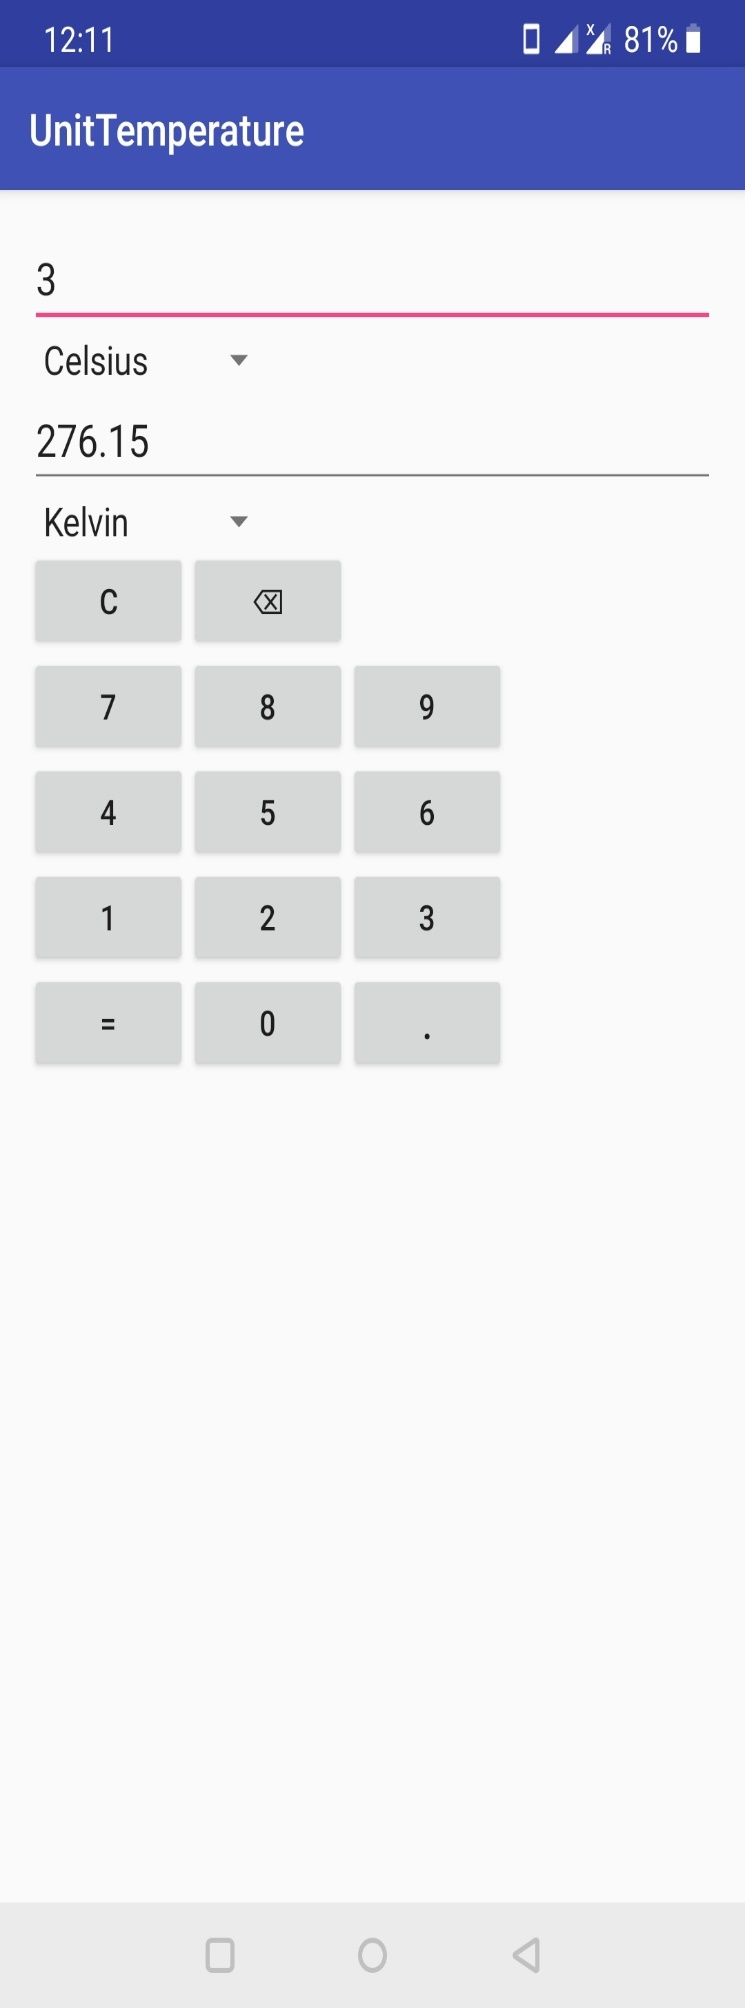 12:11 X R 81%
UnitTemperature
3
Celsius
276.15
Kelvin
C
7 8 9
4 5 6
1 2 3
= 0 .